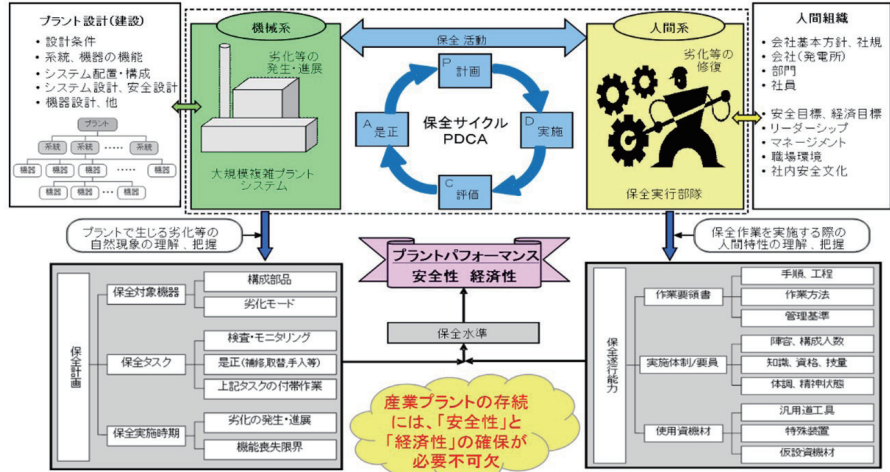 プラント設計(建設)
• 設計条件
• 系統、機器の機能
• システム配置・構成
• システム設計、安全設計
• 機器設計、他
プラント
系統 系統 ・・・・・ 系統
機器 機器 機器 ・・・・ 機器
機器 機器 ・・・・ 機器
機械系
劣化等の
発生・進展
大規模複雑プラント
システム
保全 活動
P 計画
A 是正
保全サイクル
PDCA
D 実施
C 評価
人間系
劣化等の
修復
保全実行部隊
人間組織
• 会社基本方針、社規
• 会社(発電所)
• 部門
• 社員
• 安全目標、経済目標
• リーダーシップ
• マネージメント
• 職場環境
• 社内安全文化
プラントで生じる劣化等の
自然現象の理解、把握
保全作業を実施する際の
人間特性の理解、把握
プラントパフォーマンス
安全性 経済性
保全水準
保全計画
保全対象機器
構成部品
劣化モード
保全タスク
検査・モニタリング
是正(補修,取替,手入等)
上記タスクの付帯作業
保全実施時期
劣化の発生・進展
機能喪失限界
産業プラントの存続
には、「安全性」と
「経済性」の確保が
必要不可欠
保全遂行能力
作業要領書
手順、工程
作業方法
管理基準
実施体制/要員
陣容、構成人数
知識、資格、技量
体調、精神状態
使用資機材
汎用道工具
特殊装置
仮設資機材